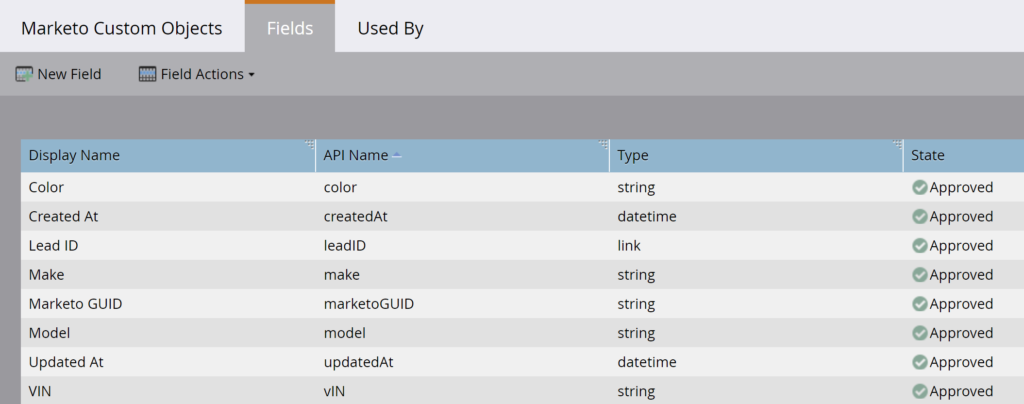 Marketo Custom Objects Fields Used By
New Field Field Actions
Display Name API Name Type State
Color color string Approved
Created At createdAt datetime Approved
Lead ID leadID link Approved
Make make string Approved
Marketo GUID marketoGUID string Approved
Model model string Approved
Updated At updatedAt datetime Approved
VIN vIN string Approved